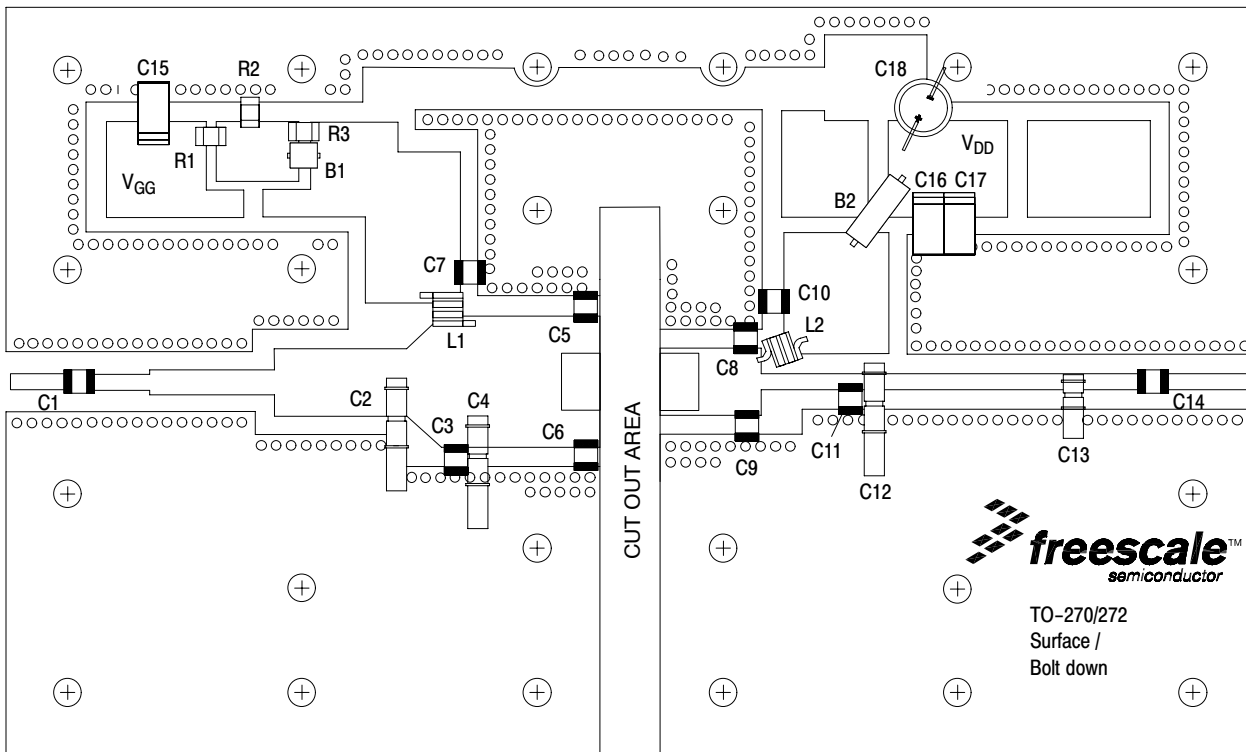 C15
R2
C18
R1
R3
B1
VGG
VDD
C16 C17
B2
C7
C10
L1
C5
L2
C8
C1
C2
C4
C3
C6
C14
C11
C9
C13
C12
CUT OUT AREA
freescale™
semiconductor
TO-270/272
Surface /
Bolt down